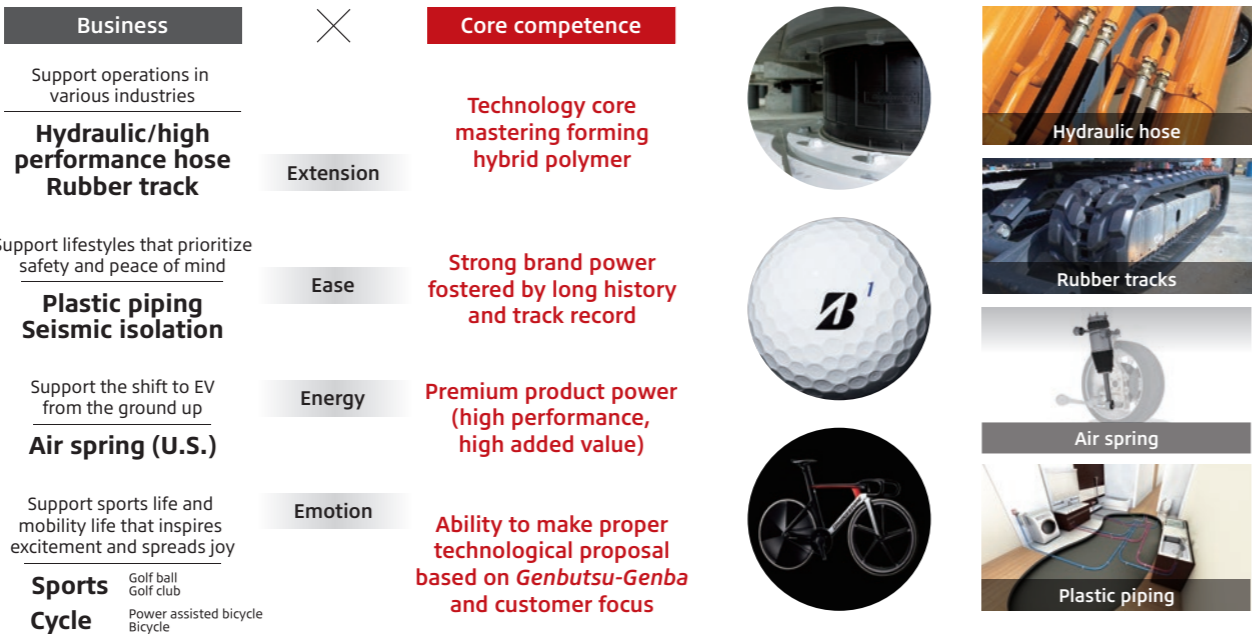 Business
Support operations in
various industries
Hydraulic/high
performance hose
Rubber track
Support lifestyles that prioritize
safety and peace of mind
Plastic piping
Seismic isolation
Support the shift to EV
from the ground up
Air spring (U.S.)
Support sports life and
mobility life that inspires
excitement and spreads joy
Sports
Golf ball
Golf club
Cycle
Power assisted bicycle
Bicycle
Extension
Ease
Energy
Emotion
Core competence
Technology core
mastering forming
hybrid polymer
Strong brand power
fostered by long history
and track record
Premium product power
(high performance,
high added value)
Ability to make proper
technological proposal
based on Genbutsu-Genba
and customer focus
B 1
Hydraulic hose
Rubber tracks
Air spring
Plastic piping